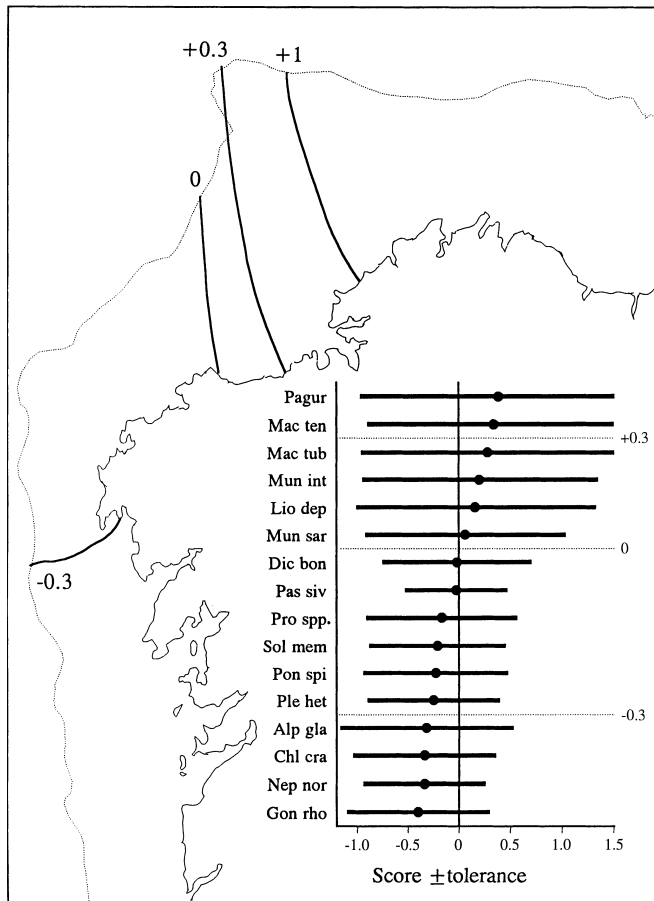 +0.3
+1
0
-0.3
Pagur
Mac ten
+0.3
Mac tub
Mun int
Lio dep
Mun sar
0
Dic bon
Pas siv
Pro spp.
Sol mem
Pon spi
Ple het
-0.3
Alp gla
Chl cra
Nep nor
Gon rho
-1.0 -0.5 0 0.5 1.0 1.5
Score ±tolerance